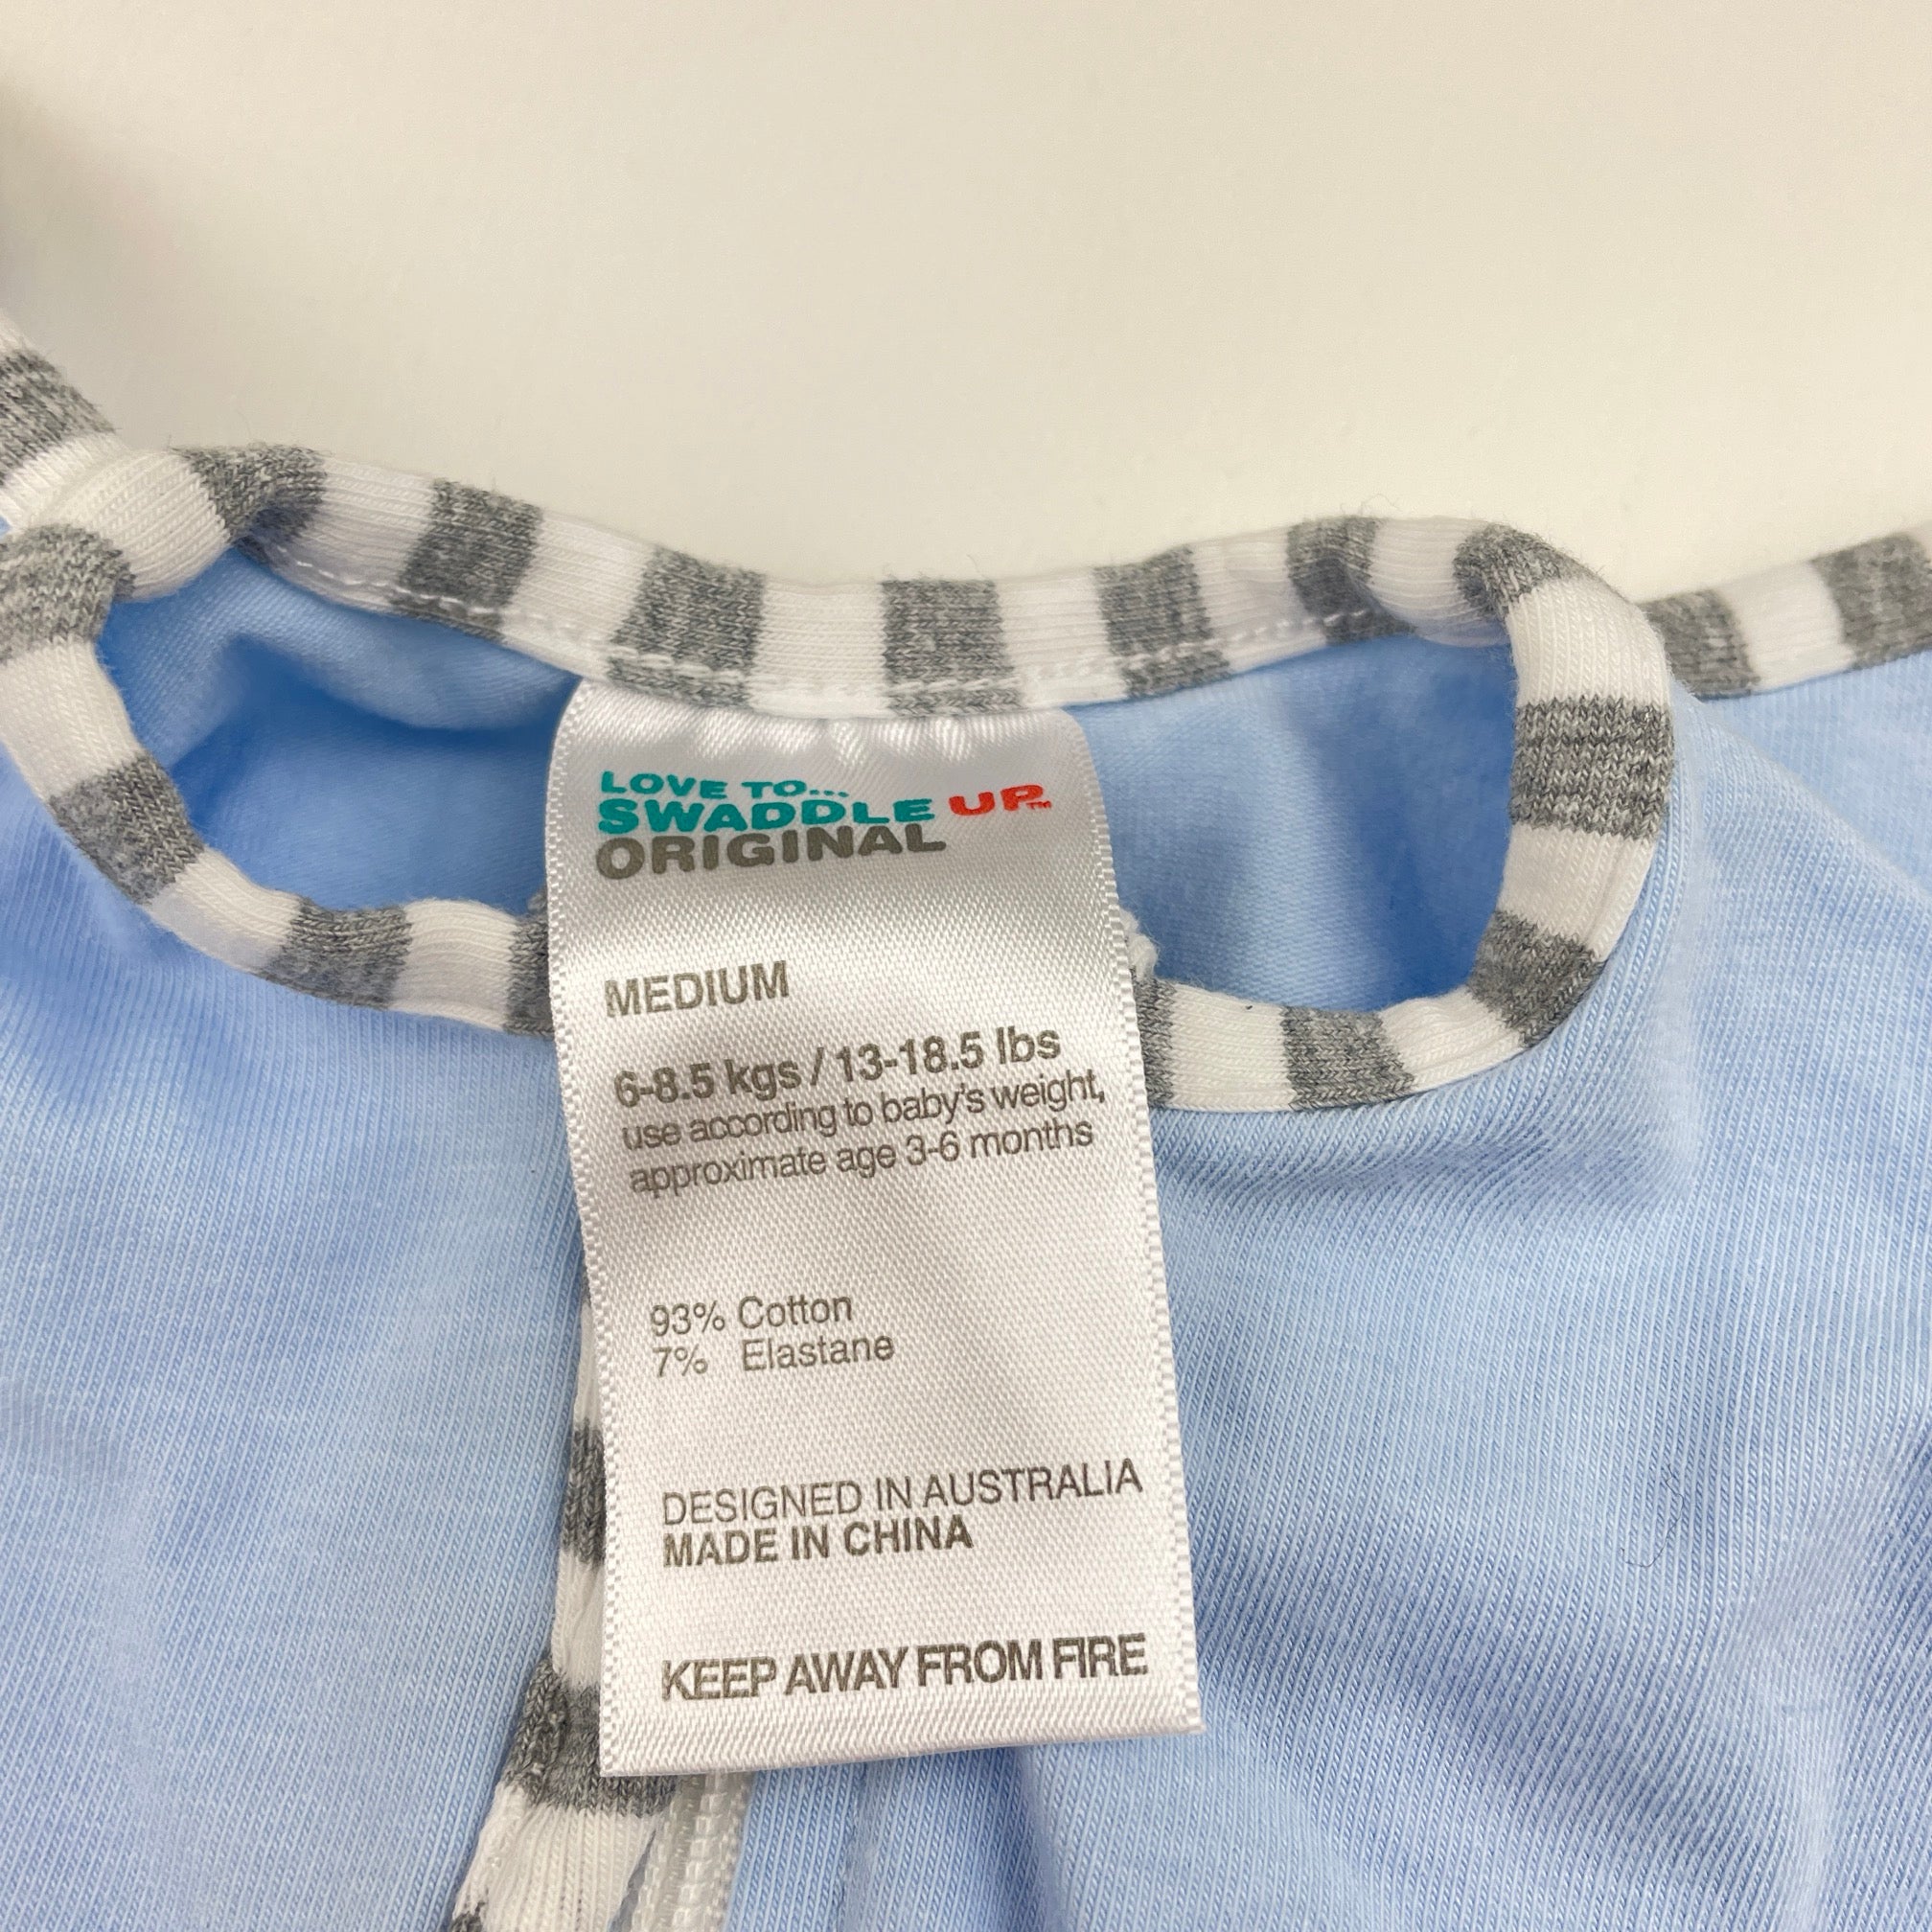 LOVE TO...
SWADDLE UP™
ORIGINAL
MEDIUM
6-8.5 kgs / 13-18.5 lbs
use according to baby's weight,
approximate age 3-6 months
93% Cotton
7% Elastane
DESIGNED IN AUSTRALIA
MADE IN CHINA
KEEP AWAY FROM FIRE